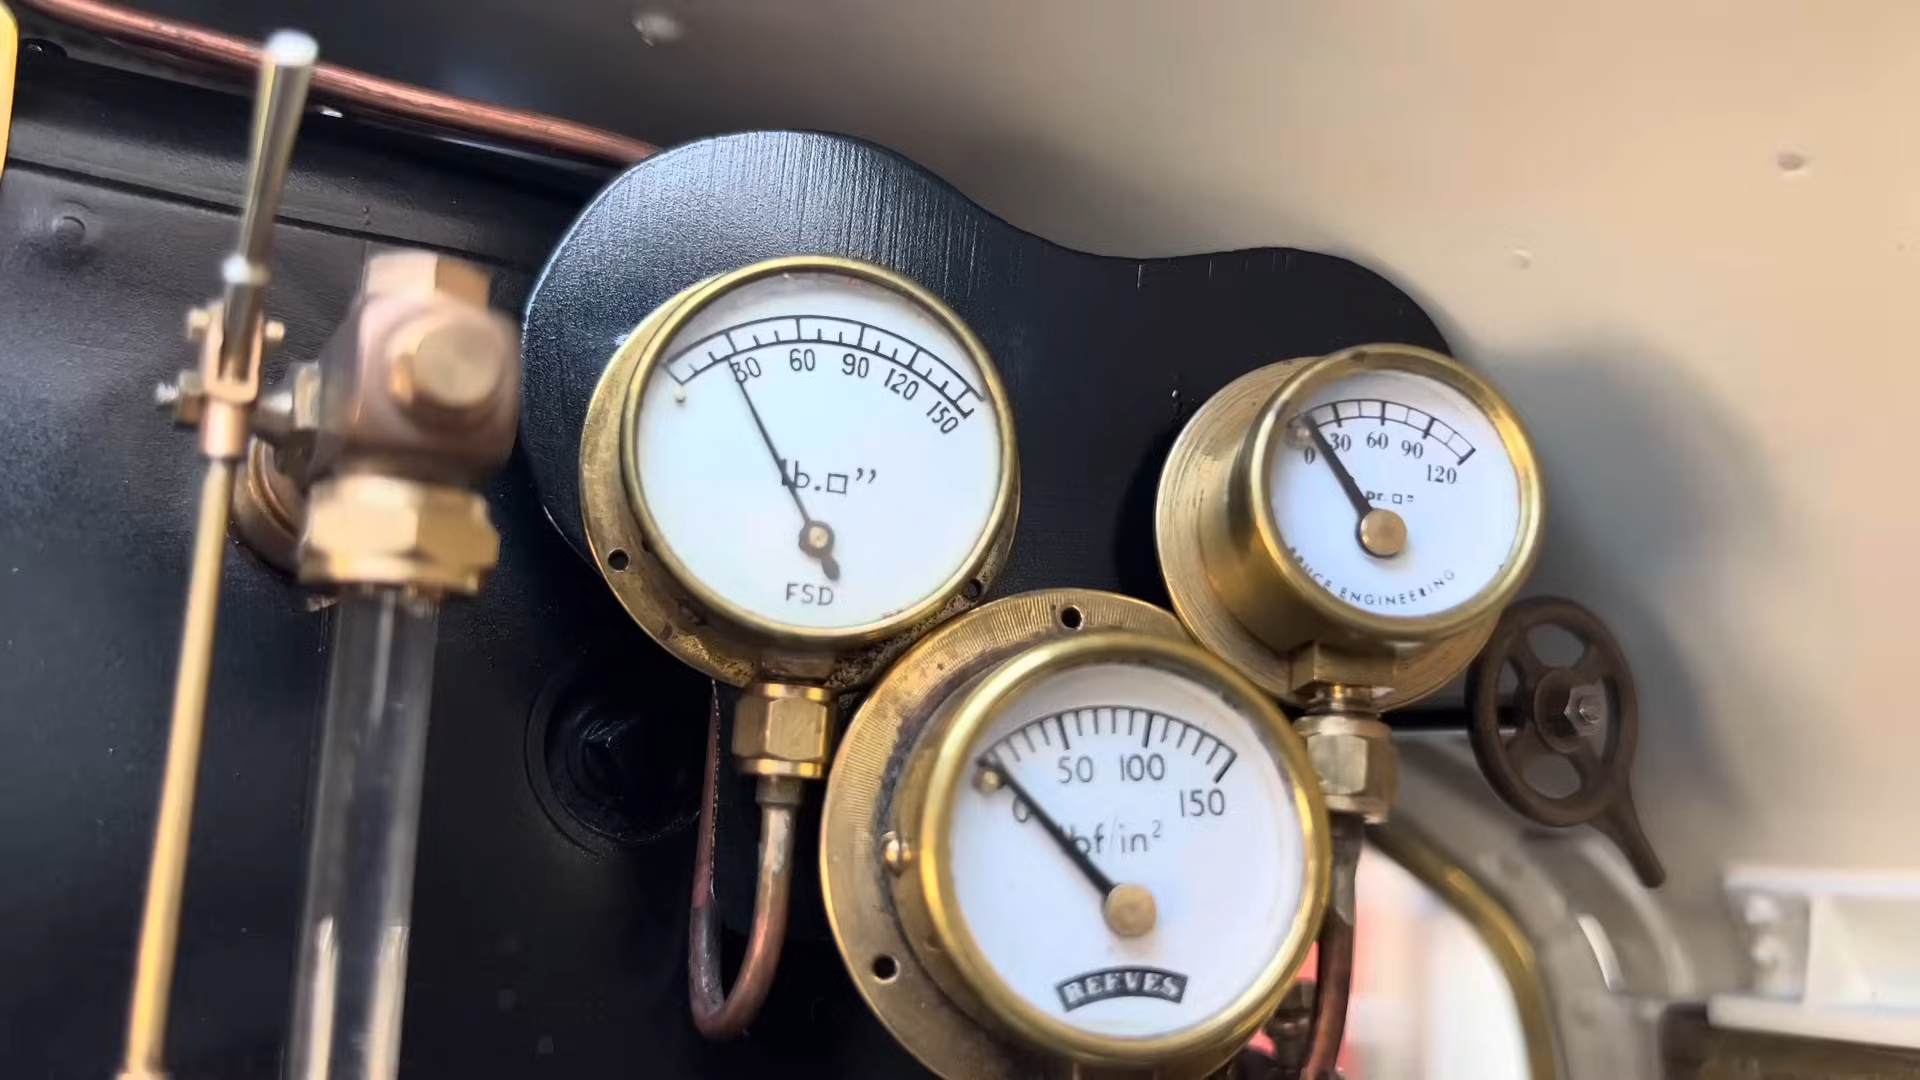 30 60 90 120 150
lb.□”
FSD
0 30 60 90 120
pr.□"
ENGINEERING
0 50 100 150
lbf/in²
REEVES